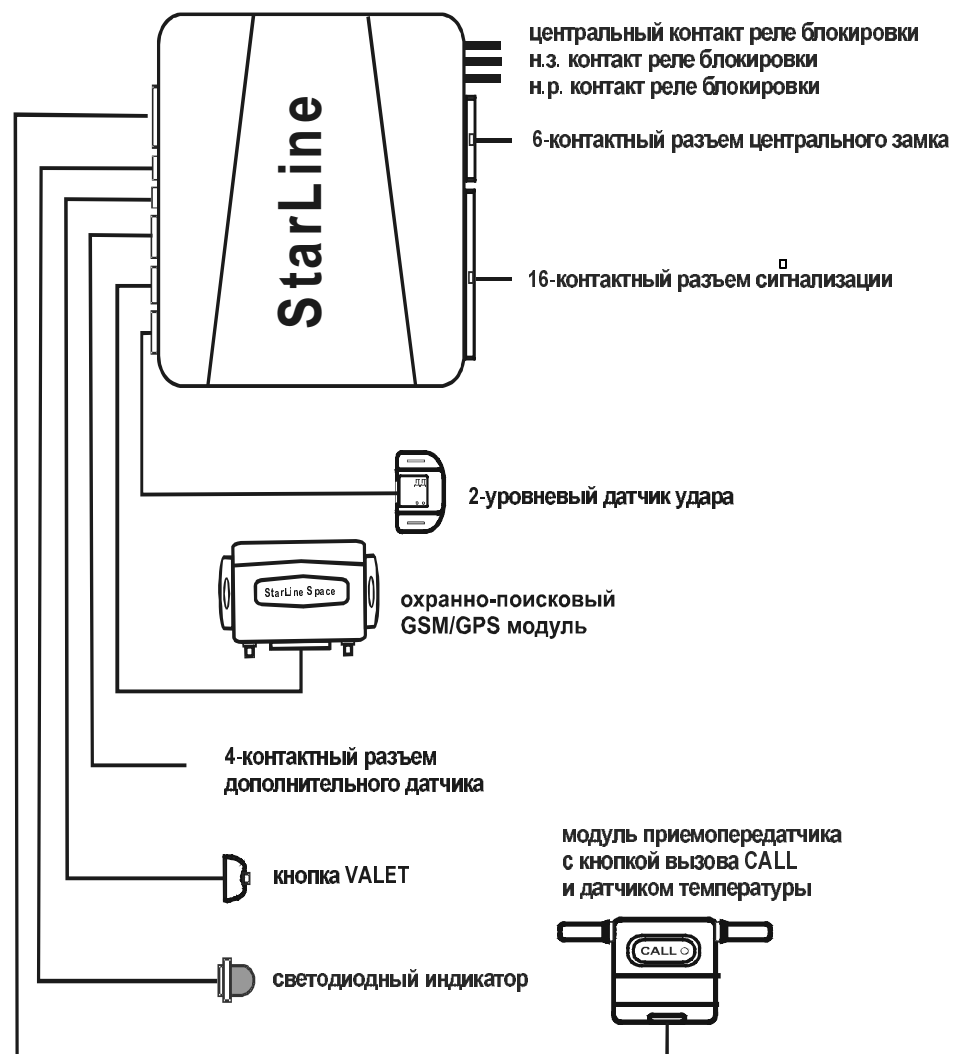 центральный контакт реле блокировки
н.з. контакт реле блокировки
н.р. контакт реле блокировки
StarLine
6-контактный разъем центрального замка
16-контактный разъем сигнализации
2-уровневый датчик удара
StarLine Space
охранно-поисковый
GSM/GPS модуль
4-контактный разъем
дополнительного датчика
модуль приемопередатчика
с кнопкой вызова CALL
и датчиком температуры
кнопка VALET
CALL
светодиодный индикатор